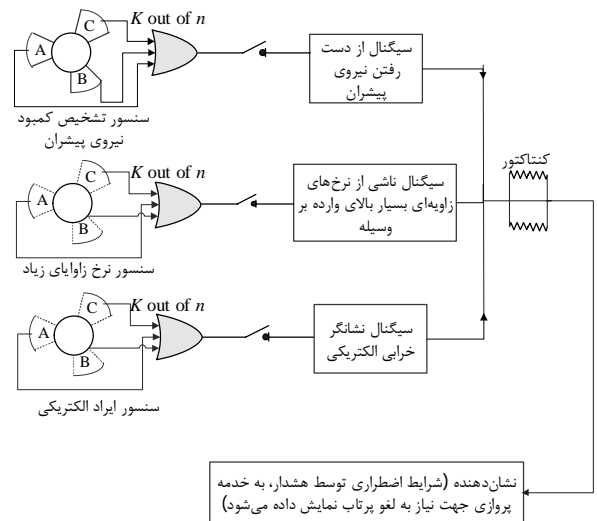 C
K out of n
A
B
سیگنال از دست
رفتن نیروی
پیشران
سنسور تشخیص کمبود
نیروی پیشران
کنتاکتور
C
K out of n
A
B
سیگنال ناشی از نرخ‌های
زاویه‌ای بسیار بالای وارده بر
وسیله
سنسور نرخ زاوایای زیاد
C
K out of n
A
B
سیگنال نشانگر
خرابی الکتریکی
سنسور ایراد الکتریکی
نشان‌دهنده (شرایط اضطراری توسط هشدار، به خدمه
پروازی جهت نیاز به لغو پرتاب نمایش داده می‌شود)